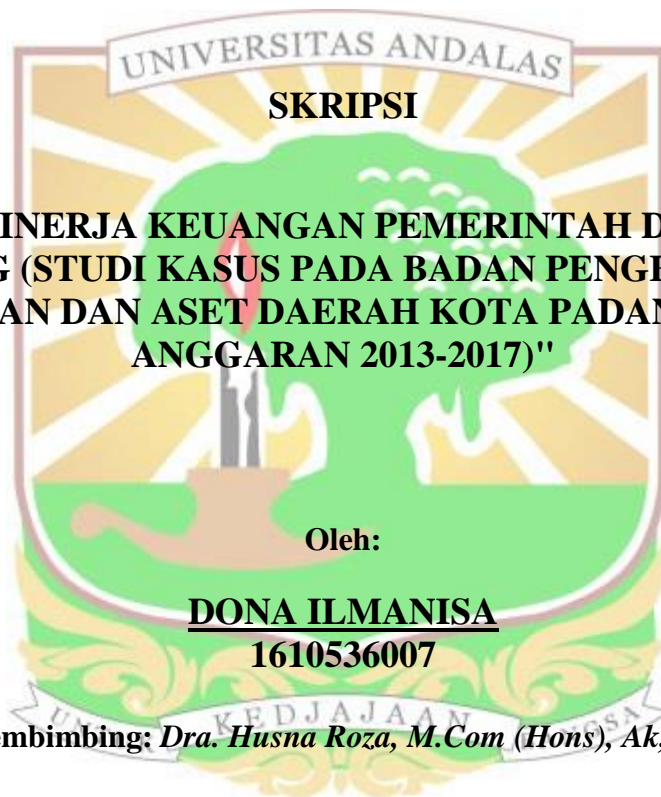 UNIVERSITAS ANDALAS
SKRIPSI
INERJA KEUANGAN PEMERINTAH D
G (STUDI KASUS PADA BADAN PENGE
AN DAN ASET DAERAH KOTA PADAN
ANGGARAN 2013-2017)"
Oleh:
DONA ILMANISA
1610536007
KEDJAJAAN
embimbing: Dra. Husna Roza, M.Com (Hons), Ak,